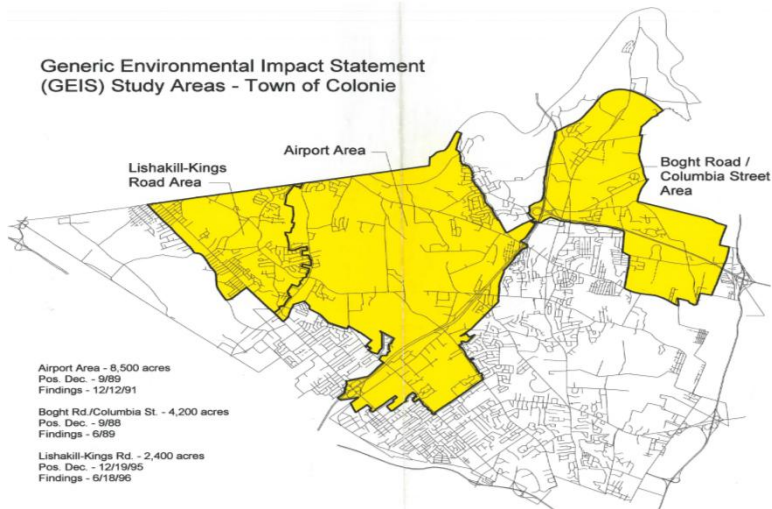 Generic Environmental Impact Statement
(GEIS) Study Areas - Town of Colonie
Airport Area
Lishakill-Kings
Road Area
Boght Road /
Columbia Street
Area
Airport Area - 8,500 acres
Pos. Dec. - 9/89
Findings - 12/12/91
Boght Rd./Columbia St. - 4,200 acres
Pos. Dec. - 9/88
Findings - 6/89
Lishakill-Kings Rd. - 2,400 acres
Pos. Dec. - 12/19/95
Findings - 6/18/96